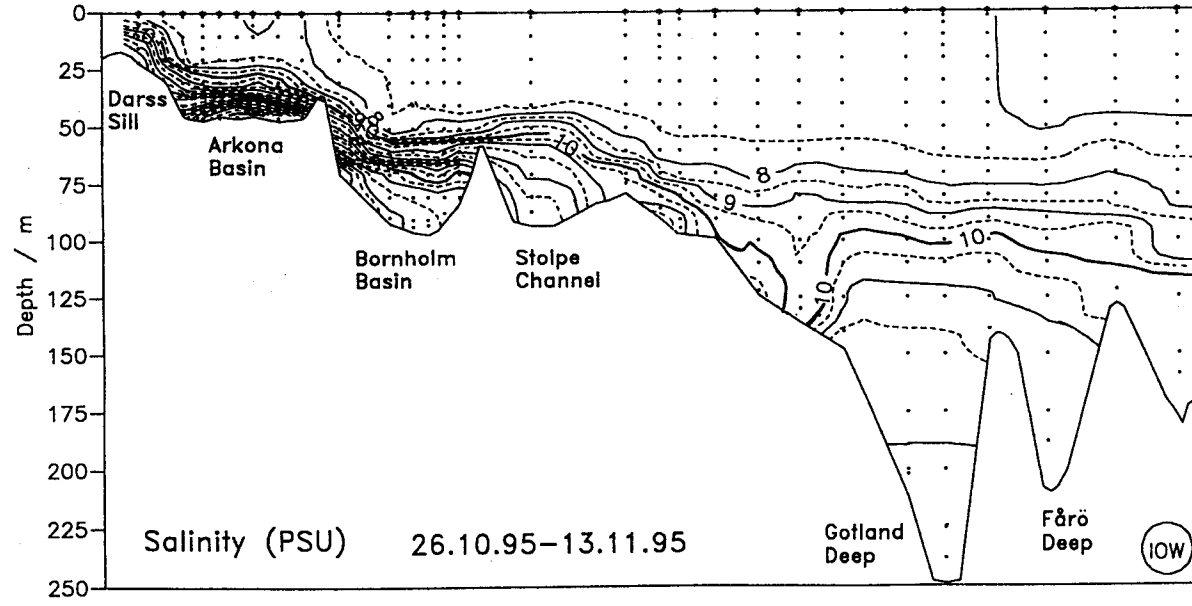 0
25
50
75
100
125
150
175
200
225
250
Depth / m
Darss
Sill
Arkona
Basin
Bornholm
Basin
Stolpe
Channel
10
8
9
10
10
Gotland
Deep
Fårö
Deep
Salinity (PSU) 26.10.95–13.11.95
IOW